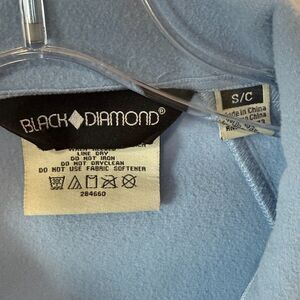 BLACK DIAMOND®
LINE DRY
DO NOT IRON
DO NOT DRYCLEAN
DO NOT USE FABRIC SOFTENER
284660
S/C
Made in China
China